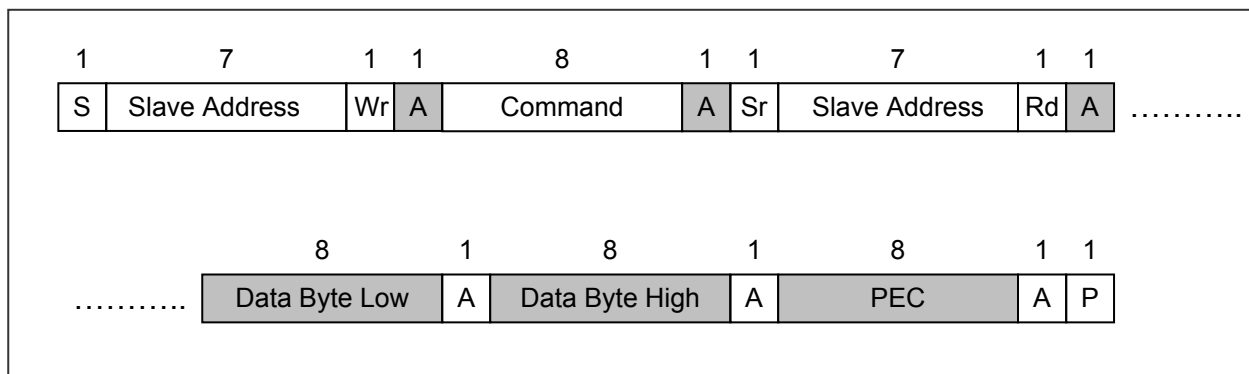 1 7 1 1 8 1 1 7 1 1
S Slave Address Wr A Command A Sr Slave Address Rd A ………..
8 1 8 1 8 1 1
……….. Data Byte Low A Data Byte High A PEC A P